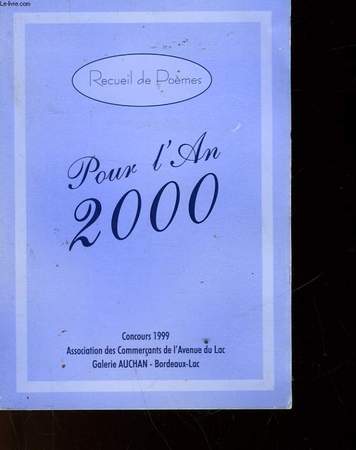 Le-livre.com
Recueil de Poèmes
Pour l'An
2000
Concours 1999
Association des Commerçants de l'Avenue du Lac
Galerie AUCHAN - Bordeaux-Lac